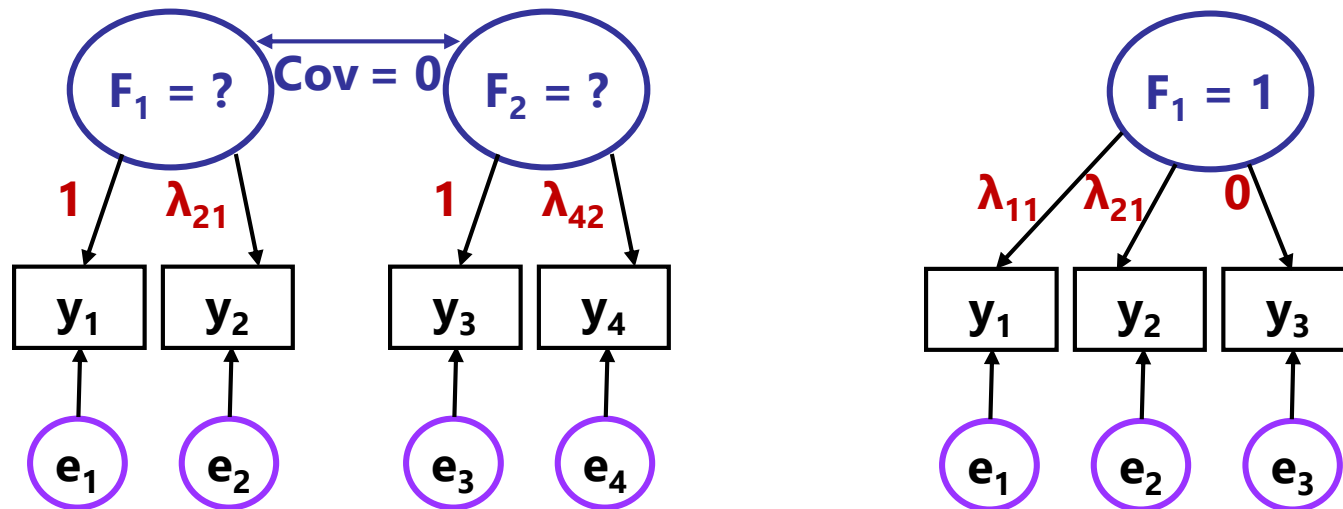 F₁ = ? Cov = 0 F₂ = ? F₁ = 1
1 λ₂₁ 1 λ₄₂ λ₁₁ λ₂₁ 0
y₁ y₂ y₃ y₄ y₁ y₂ y₃
e₁ e₂ e₃ e₄ e₁ e₂ e₃